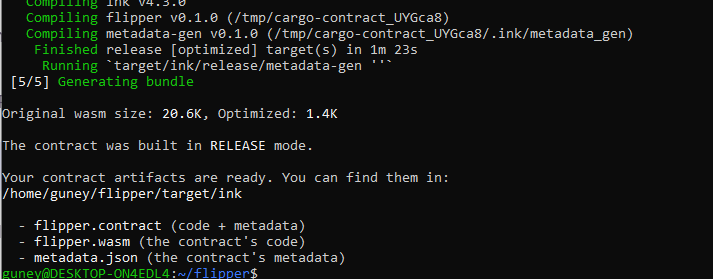 Compiling ink v4.3.0
Compiling flipper v0.1.0 (/tmp/cargo-contract_UYGca8)
Compiling metadata-gen v0.1.0 (/tmp/cargo-contract_UYGca8/.ink/metadata_gen)
Finished release [optimized] target(s) in 1m 23s
Running `target/ink/release/metadata-gen ''`
[5/5] Generating bundle
Original wasm size: 20.6K, Optimized: 1.4K
The contract was built in RELEASE mode.
Your contract artifacts are ready. You can find them in:
/home/guney/flipper/target/ink
- flipper.contract (code + metadata)
- flipper.wasm (the contract's code)
- metadata.json (the contract's metadata)
guney@DESKTOP-ON4EDL4:~/flipper$